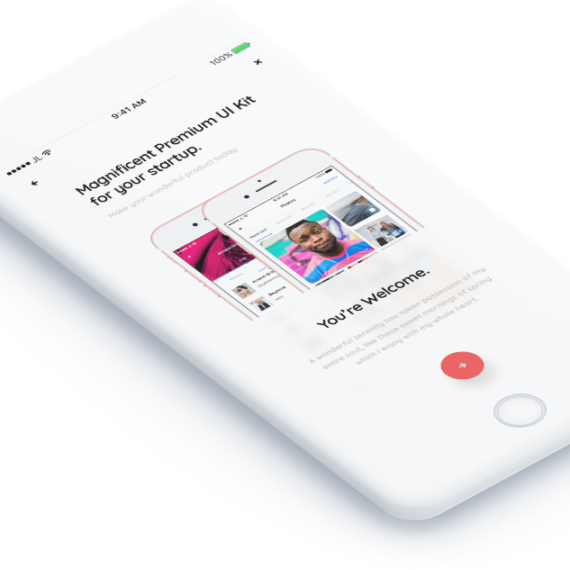 100%
9:41 AM
JL
Magnificent Premium UI Kit
for your startup.
Make your wonderful product today.
You're Welcome.
A wonderful serenity has taken possession of my
entire soul, like these sweet mornings of spring
which I enjoy with my whole heart